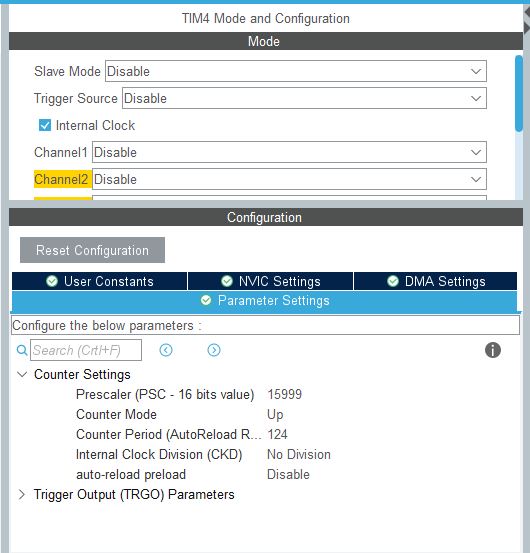 TIM4 Mode and Configuration
Mode
Slave Mode Disable
Trigger Source Disable
Internal Clock
Channel1 Disable
Channel2 Disable
Configuration
Reset Configuration
User Constants NVIC Settings DMA Settings
Parameter Settings
Configure the below parameters :
Search (Crtl+F)
Counter Settings
Prescaler (PSC - 16 bits value) 15999
Counter Mode Up
Counter Period (AutoReload R... 124
Internal Clock Division (CKD) No Division
auto-reload preload Disable
Trigger Output (TRGO) Parameters